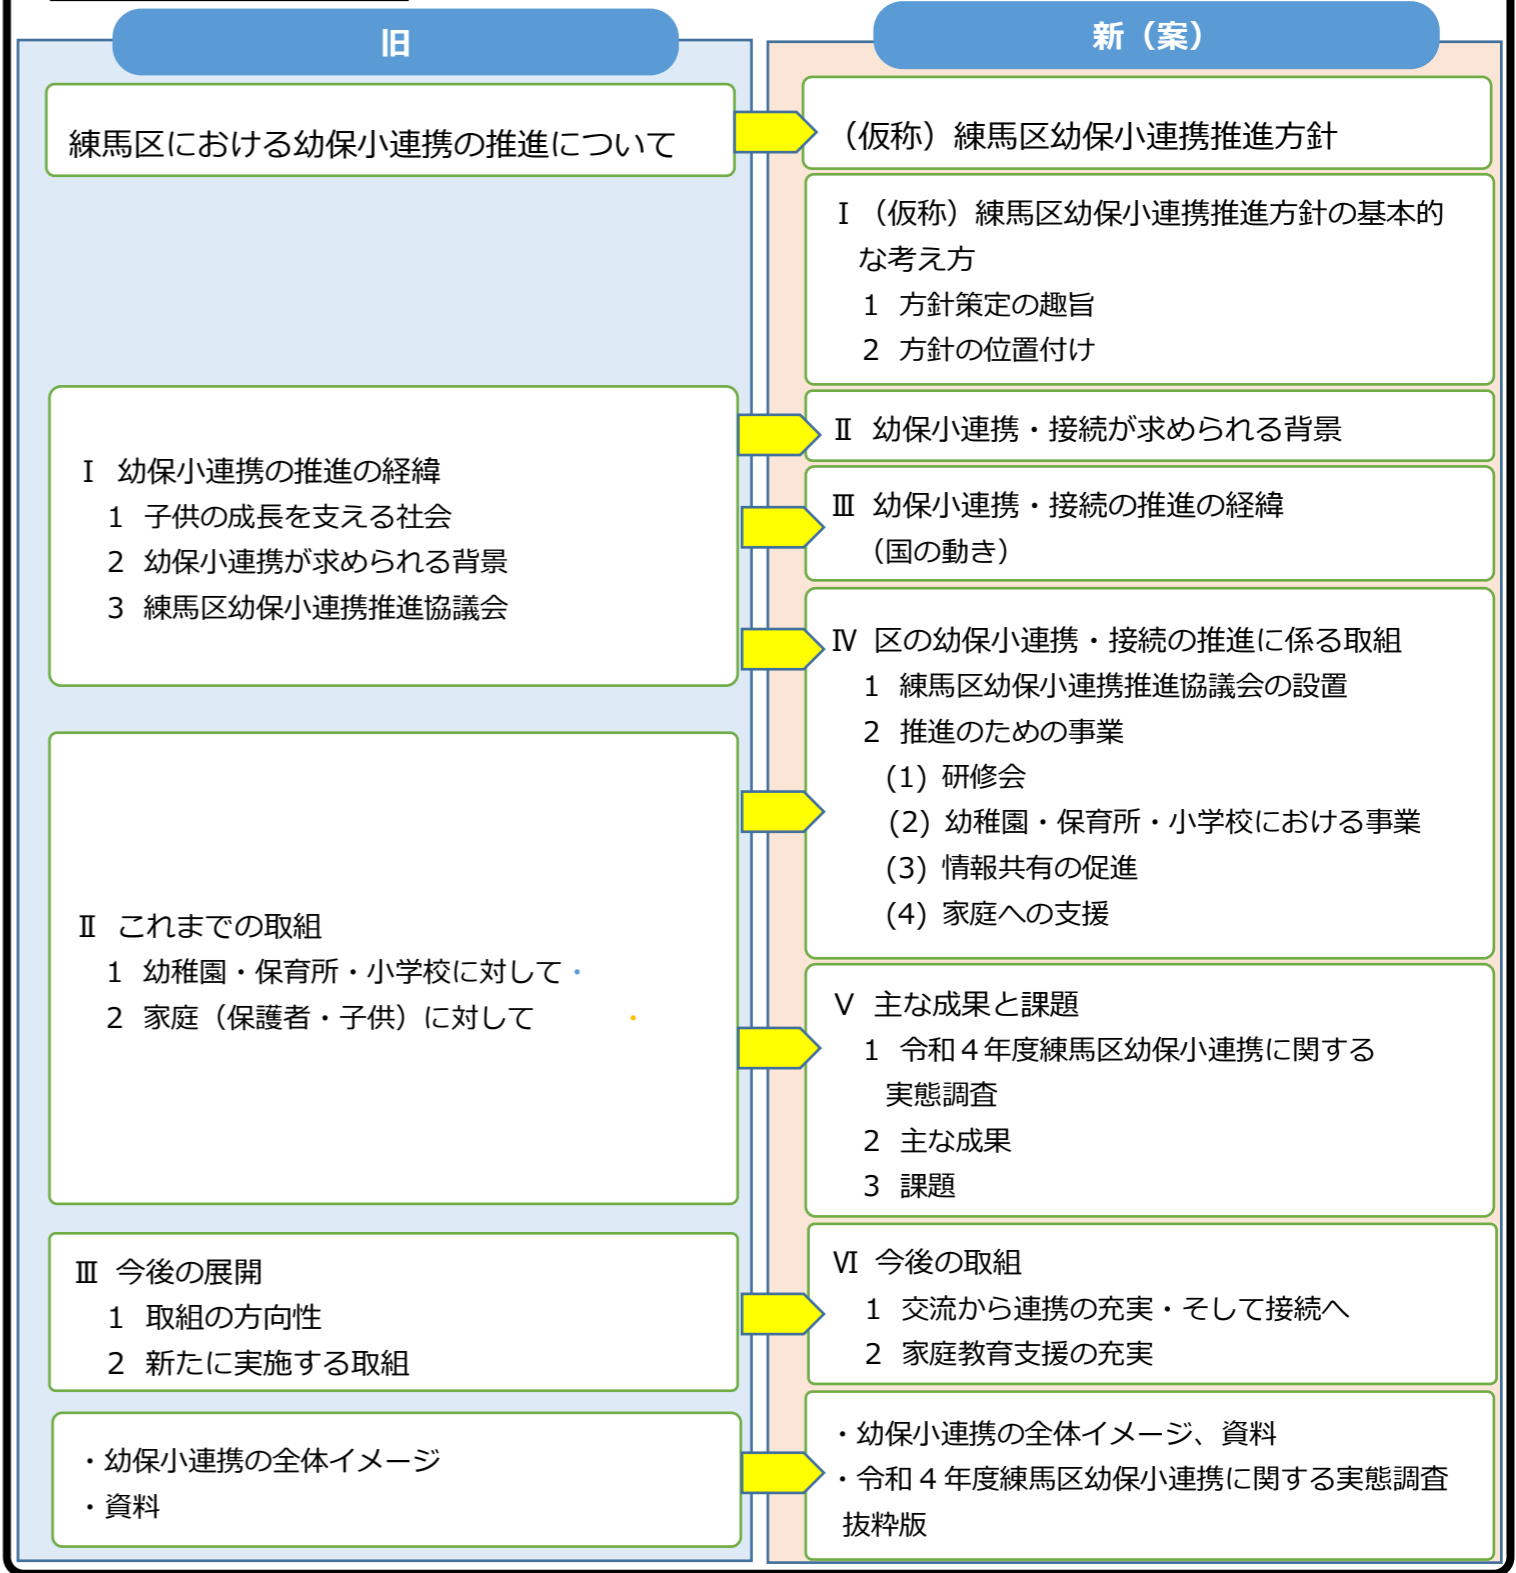 旧
練馬区における幼保小連携の推進について
Ⅰ 幼保小連携の推進の経緯
1 子供の成長を支える社会
2 幼保小連携が求められる背景
3 練馬区幼保小連携推進協議会
Ⅱ これまでの取組
1 幼稚園・保育所・小学校に対して・
2 家庭（保護者・子供）に対して ・
Ⅲ 今後の展開
1 取組の方向性
2 新たに実施する取組
・幼保小連携の全体イメージ
・資料
新（案）
（仮称）練馬区幼保小連携推進方針
Ⅰ （仮称）練馬区幼保小連携推進方針の基本的
な考え方
1 方針策定の趣旨
2 方針の位置付け
Ⅱ 幼保小連携・接続が求められる背景
Ⅲ 幼保小連携・接続の推進の経緯
（国の動き）
Ⅳ 区の幼保小連携・接続の推進に係る取組
1 練馬区幼保小連携推進協議会の設置
2 推進のための事業
(1) 研修会
(2) 幼稚園・保育所・小学校における事業
(3) 情報共有の促進
(4) 家庭への支援
Ⅴ 主な成果と課題
1 令和４年度練馬区幼保小連携に関する
実態調査
2 主な成果
3 課題
Ⅵ 今後の取組
1 交流から連携の充実・そして接続へ
2 家庭教育支援の充実
・幼保小連携の全体イメージ、資料
・令和４年度練馬区幼保小連携に関する実態調査
抜粋版